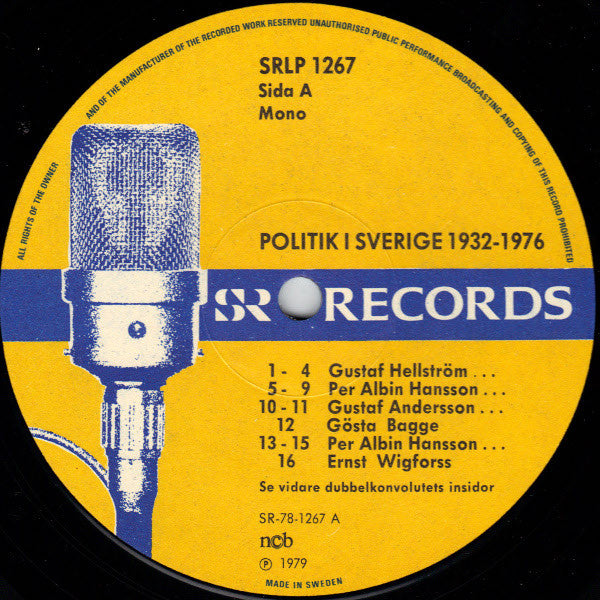 ALL RIGHTS OF THE OWNER AND OF THE MANUFACTURER OF THE RECORDED WORK RESERVED UNAUTHORISED PUBLIC PERFORMANCE BROADCASTING AND COPYING OF THIS RECORD PROHIBITED
SRLP 1267
Sida A
Mono
POLITIK I SVERIGE 1932-1976
SR RECORDS
1 - 4 Gustaf Hellström . . .
5 - 9 Per Albin Hansson . . .
10 - 11 Gustaf Andersson . . .
12 Gösta Bagge
13 - 15 Per Albin Hansson . . .
16 Ernst Wigforss
Se vidare dubbelkonvolutets insidor
SR-78-1267 A
ncb
Ⓟ 1979
MADE IN SWEDEN